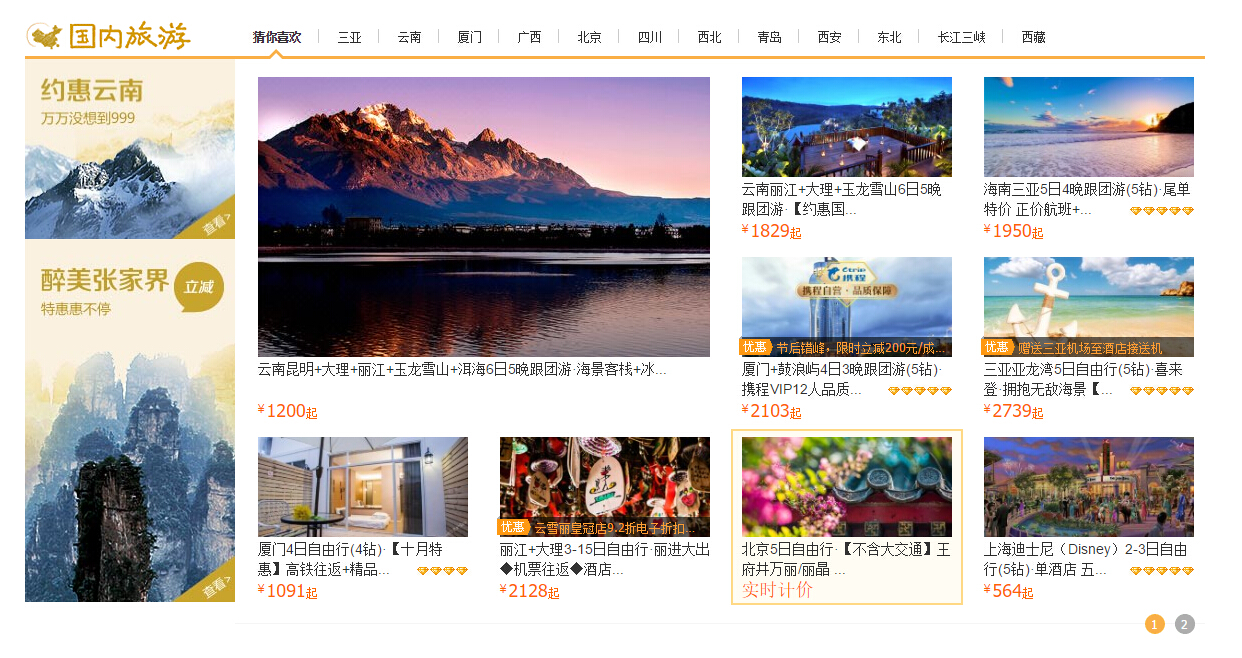 国内旅游
猜你喜欢 三亚 云南 厦门 广西 北京 四川 西北 青岛 西安 东北 长江三峡 西藏
约惠云南
万万没想到999
查看>
醉美张家界
立减
特惠惠不停
查看>
云南昆明+大理+丽江+玉龙雪山+洱海6日5晚跟团游·海景客栈+冰...
¥1200起
云南丽江+大理+玉龙雪山6日5晚
跟团游·【约惠国...
¥1829起
海南三亚5日4晚跟团游(5钻)·尾单
特价 正价航班+...
¥1950起
Ctrip
携程
携程自营·品质保障
优惠 节后错峰，限时立减200元/成...
厦门+鼓浪屿4日3晚跟团游(5钻)·
携程VIP12人品质...
¥2103起
优惠 赠送三亚机场至酒店接送机
三亚亚龙湾5日自由行(5钻)·喜来
登·拥抱无敌海景【...
¥2739起
厦门4日自由行(4钻)·【十月特
惠】高铁往返+精品...
¥1091起
优惠 云雪丽皇冠店9.2折电子折扣...
丽江+大理3-15日自由行·丽进大出
◆机票往返◆酒店...
¥2128起
北京5日自由行·【不含大交通】王
府井万丽/丽晶 ...
实时计价
上海迪士尼（Disney）2-3日自由
行(5钻)·单酒店 五...
¥564起
1 2